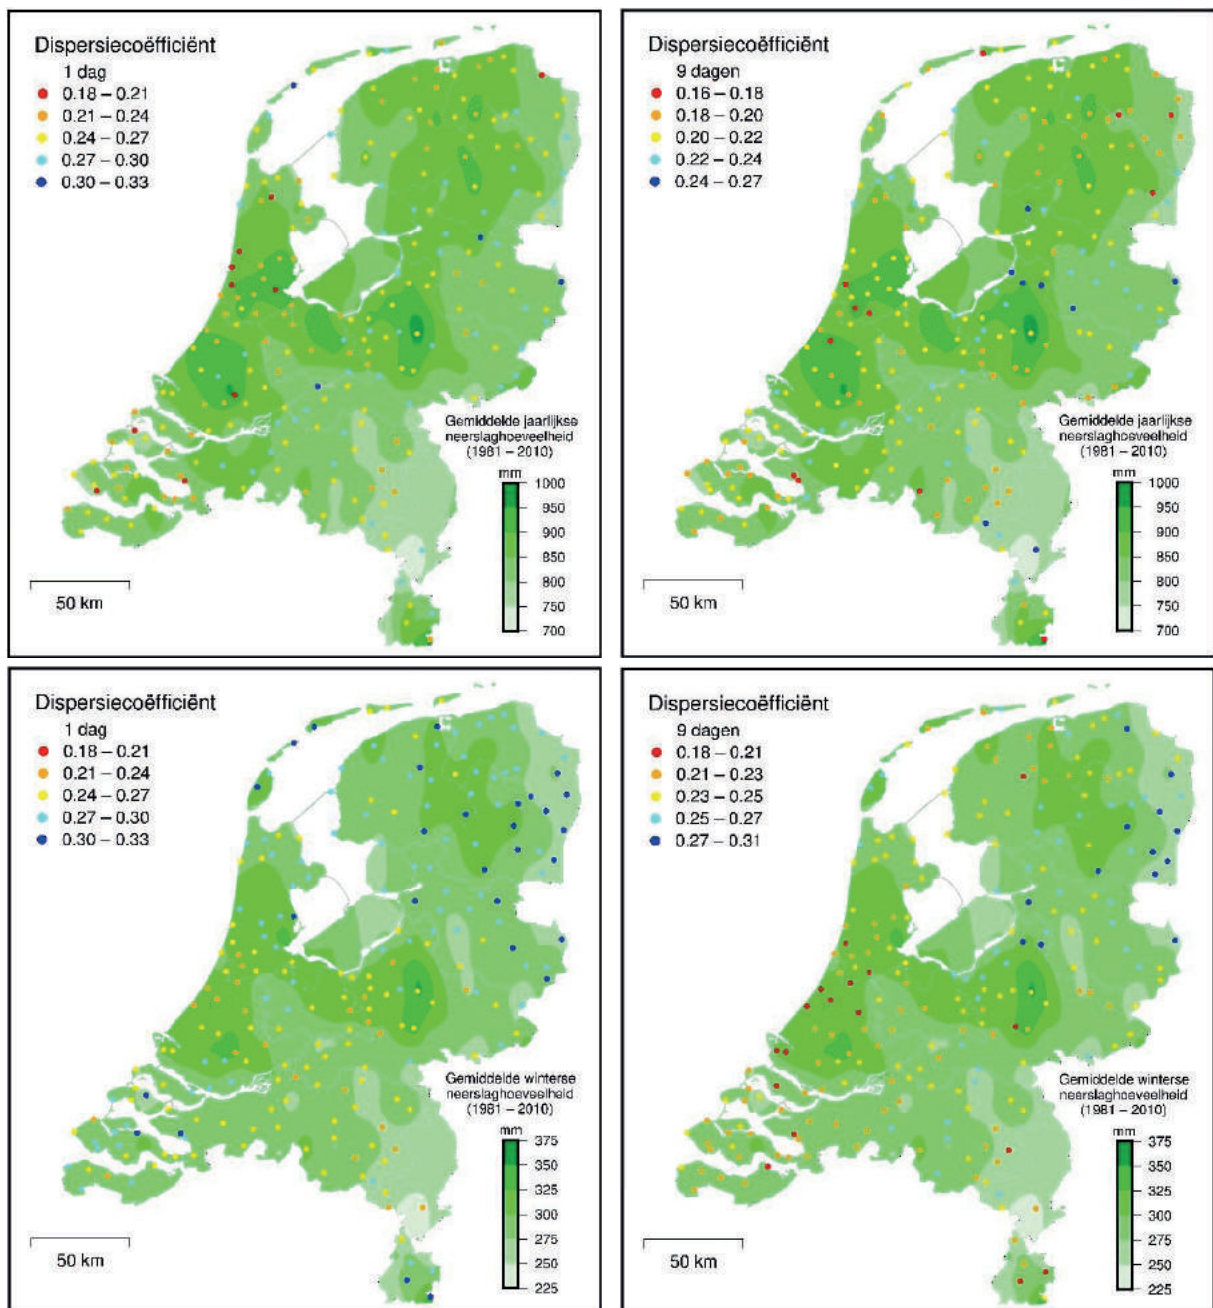 Dispersiecoëfficiënt
1 dag
0.18 – 0.21
0.21 – 0.24
0.24 – 0.27
0.27 – 0.30
0.30 – 0.33
Gemiddelde jaarlijkse
neerslaghoeveelheid
(1981 – 2010)
mm
1000
950
900
850
800
750
700
50 km
Dispersiecoëfficiënt
9 dagen
0.16 – 0.18
0.18 – 0.20
0.20 – 0.22
0.22 – 0.24
0.24 – 0.27
Gemiddelde jaarlijkse
neerslaghoeveelheid
(1981 – 2010)
mm
1000
950
900
850
800
750
700
50 km
Dispersiecoëfficiënt
1 dag
0.18 – 0.21
0.21 – 0.24
0.24 – 0.27
0.27 – 0.30
0.30 – 0.33
Gemiddelde winterse
neerslaghoeveelheid
(1981 – 2010)
mm
375
350
325
300
275
250
225
50 km
Dispersiecoëfficiënt
9 dagen
0.18 – 0.21
0.21 – 0.23
0.23 – 0.25
0.25 – 0.27
0.27 – 0.31
Gemiddelde winterse
neerslaghoeveelheid
(1981 – 2010)
mm
375
350
325
300
275
250
225
50 km